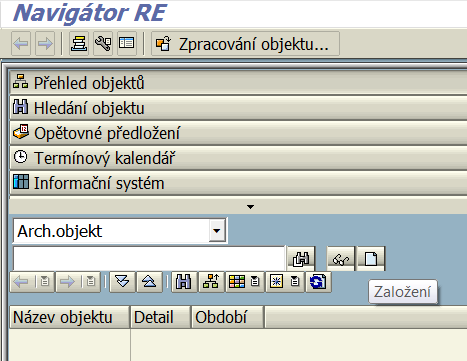 Navigátor RE
Zpracování objektu...
Přehled objektů
Hledání objektu
Opětovné předložení
Termínový kalendář
Informační systém
Arch.objekt
Založení
Název objektu Detail Období